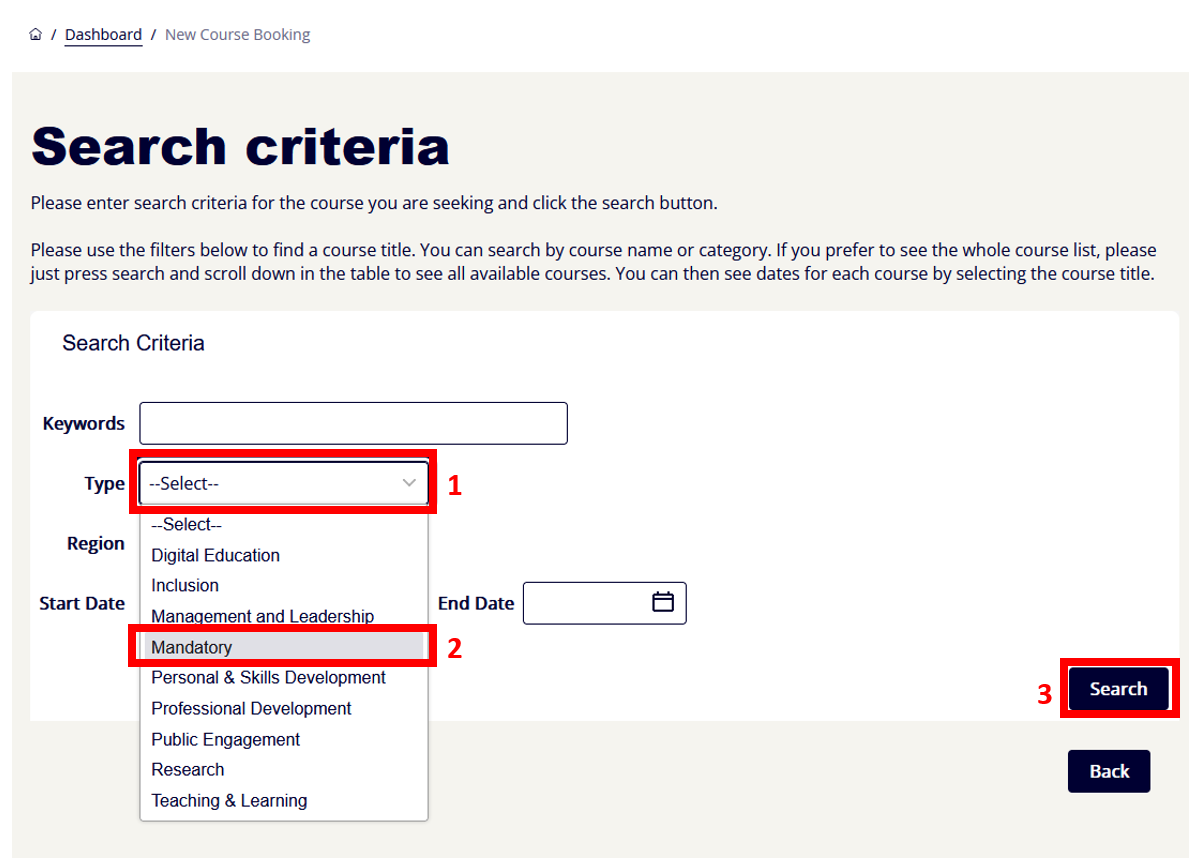 / Dashboard / New Course Booking
Search criteria
Please enter search criteria for the course you are seeking and click the search button.
Please use the filters below to find a course title. You can search by course name or category. If you prefer to see the whole course list, please
just press search and scroll down in the table to see all available courses. You can then see dates for each course by selecting the course title.
Search Criteria
Keywords
Type --Select-- 1
--Select--
Region
Digital Education
Inclusion
Start Date
End Date
Management and Leadership
Mandatory 2
Personal & Skills Development
3 Search
Professional Development
Public Engagement
Research
Back
Teaching & Learning